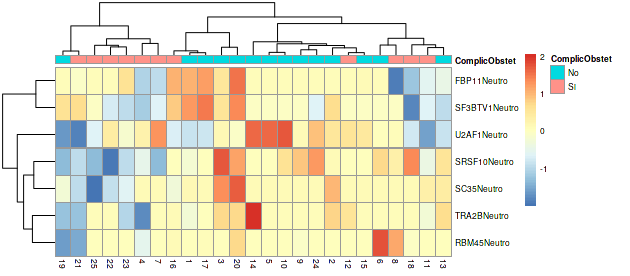 ComplicObstet
FBP11Neutro
SF3BTV1Neutro
U2AF1Neutro
SRSF10Neutro
SC35Neutro
TRA2BNeutro
RBM45Neutro
19 21 25 22 23 4 7 16 1 17 3 20 14 5 10 9 24 2 12 15 6 8 18 11 13
2
1
0
-1
ComplicObstet
No
SI